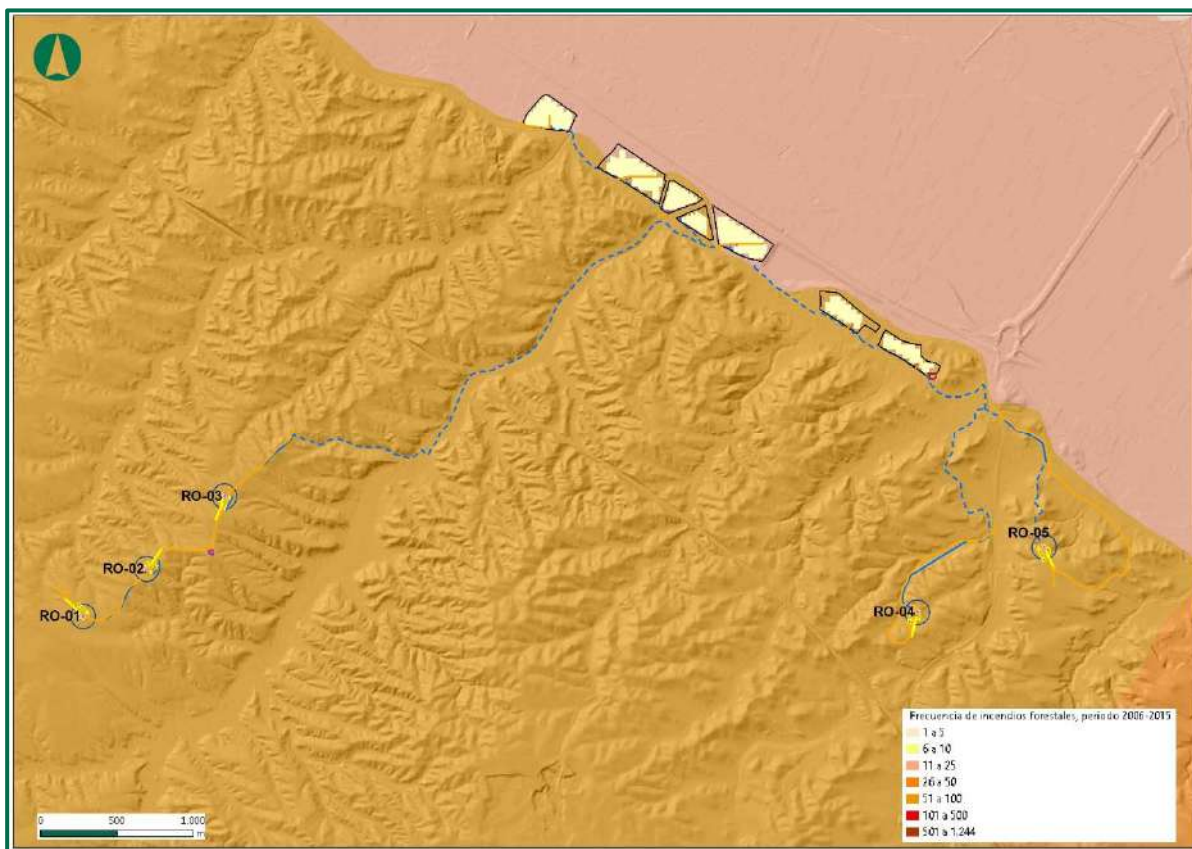 RO-03
RO-02
RO-01
RO-05
RO-04
Frecuencia de incendios forestales, periodo 2006-2015
1 a 5
6 a 10
11 a 25
26 a 50
51 a 100
101 a 500
501 a 1.244
0 500 1.000
m